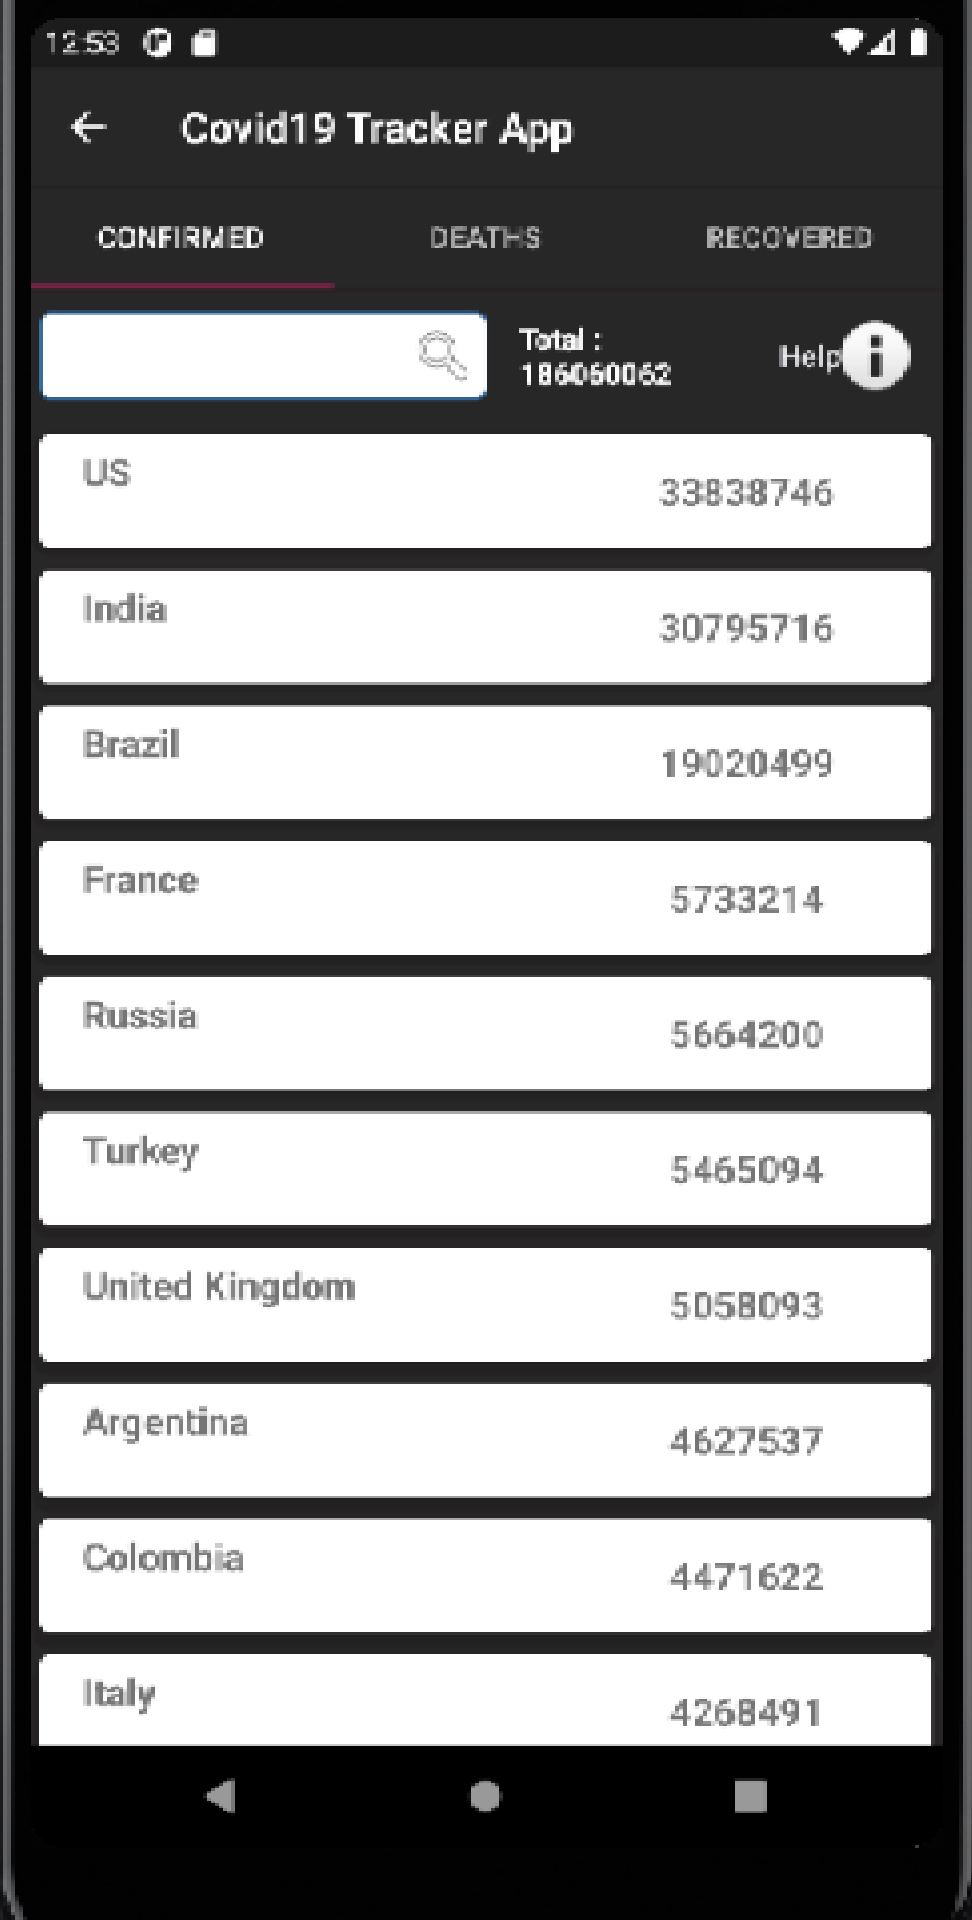 12:53
Covid19 Tracker App
CONFIRMED DEATHS RECOVERED
Total :
186060062
Help
US
33838746
India
30795716
Brazil
19020499
France
5733214
Russia
5664200
Turkey
5465094
United Kingdom
5058093
Argentina
4627537
Colombia
4471622
Italy
4268491